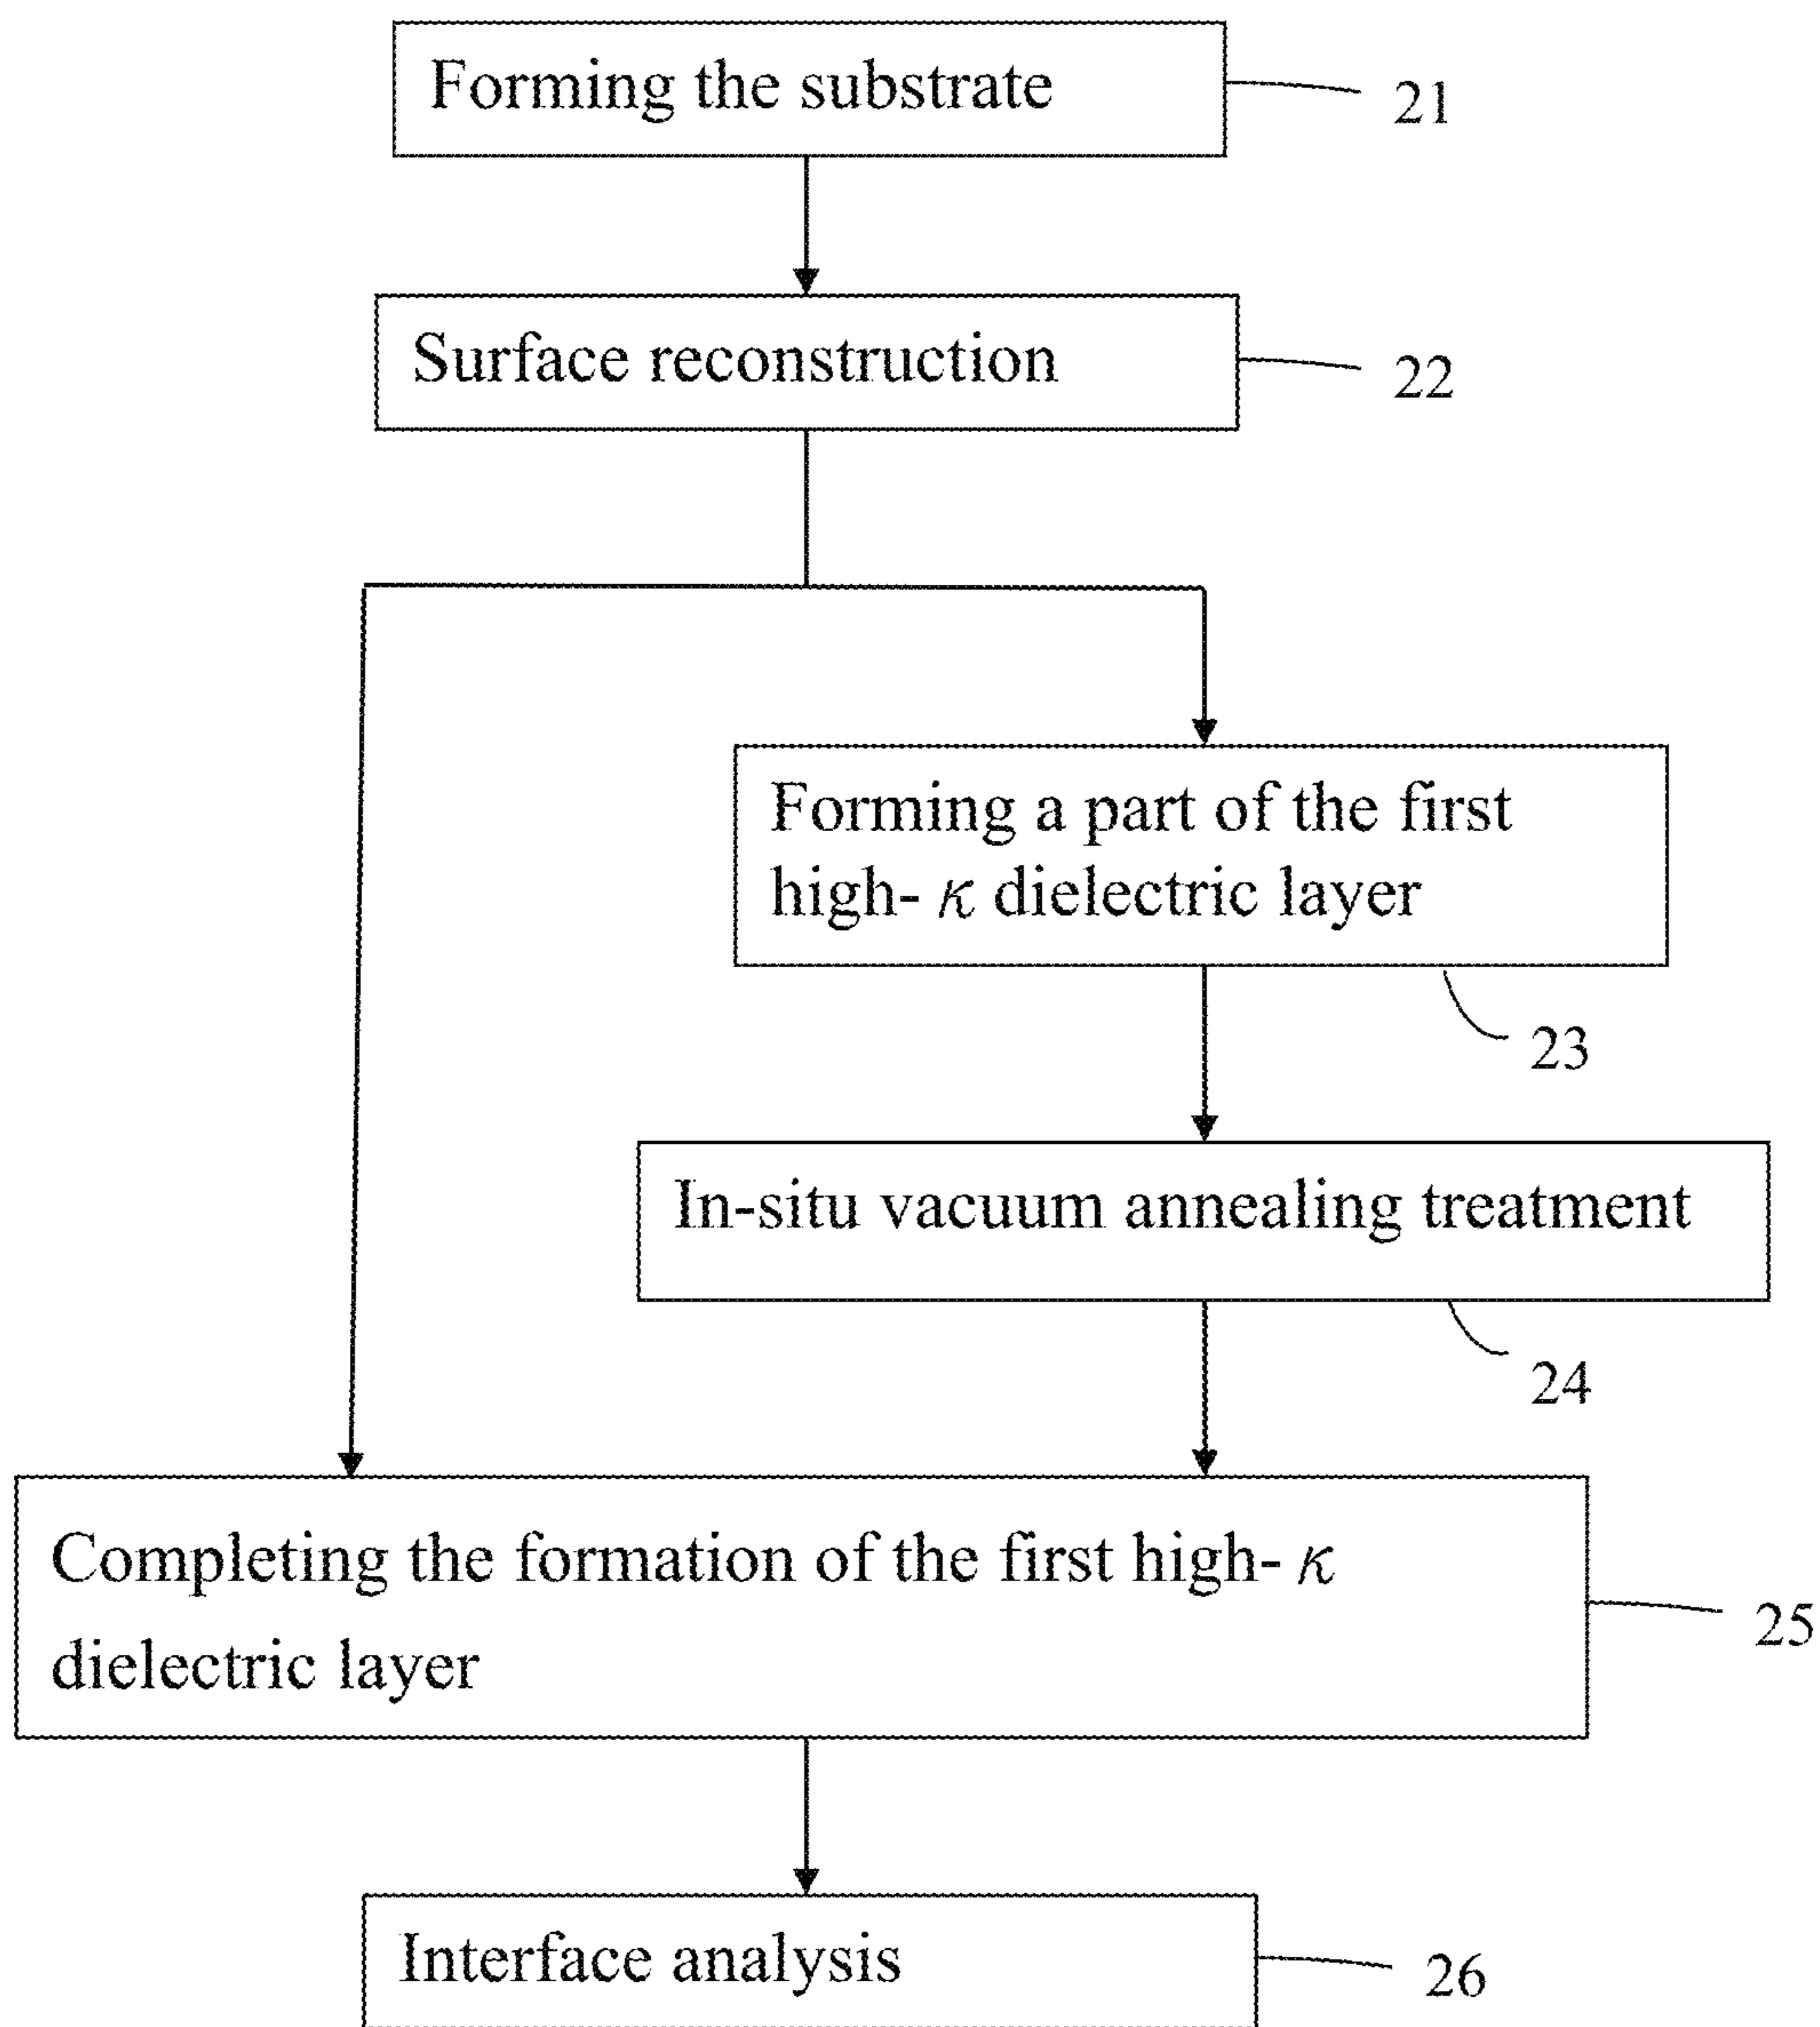 Forming the substrate
21
Surface reconstruction
22
Forming a part of the first
high- κ dielectric layer
23
In-situ vacuum annealing treatment
24
Completing the formation of the first high- κ
dielectric layer
25
Interface analysis
26